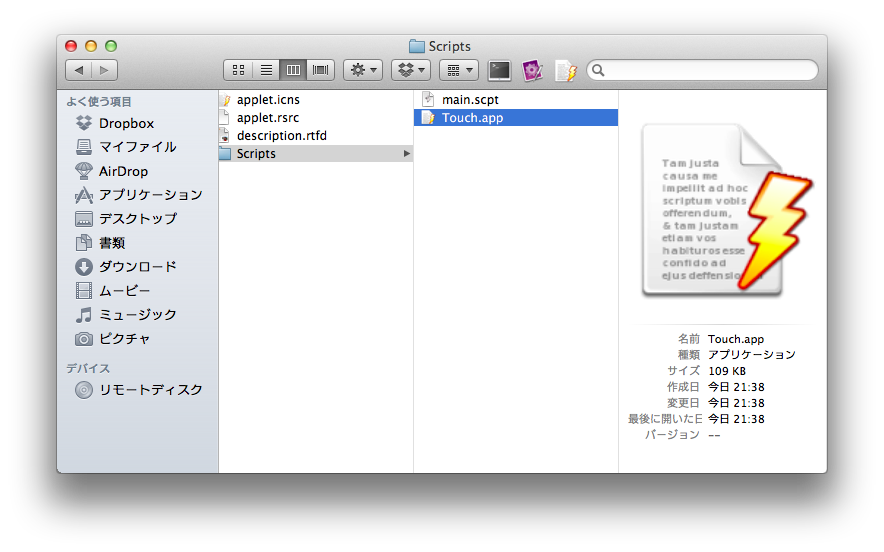 Scripts
よく使う項目
Dropbox
マイファイル
AirDrop
アプリケーション
デスクトップ
書類
ダウンロード
ムービー
ミュージック
ピクチャ
デバイス
リモートディスク
applet.icns
applet.rsrc
description.rtfd
Scripts
main.scpt
Touch.app
Tam justa
causa me
impellit ad hoc
scriptum vobis
offerendum,
& tam justam
etiam vos
habituros esse
confido ad
ejus deffensio
名前 Touch.app
種類 アプリケーション
サイズ 109 KB
作成日 今日 21:38
変更日 今日 21:38
最後に開いた日 今日 21:38
バージョン --